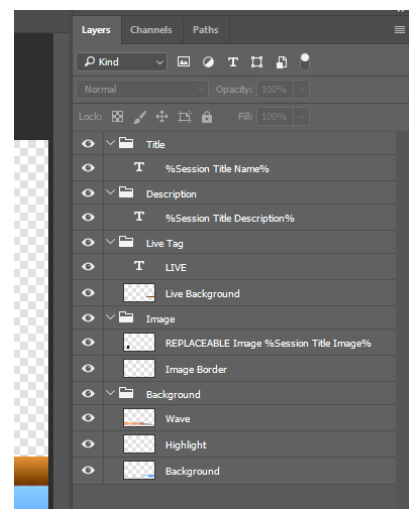 Layers Channels Paths
Kind
Normal Opacity: 100%
Lock: Fill: 100%
Title
T %Session Title Name%
Description
T %Session Title Description%
Live Tag
T LIVE
Live Background
Image
REPLACEABLE Image %Session Title Image%
Image Border
Background
Wave
Highlight
Background